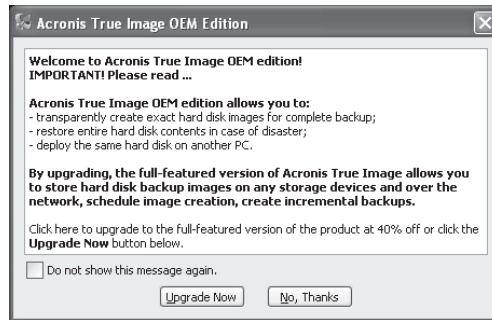 Acronis True Image OEM Edition
Welcome to Acronis True Image OEM edition!
IMPORTANT! Please read ...
Acronis True Image OEM edition allows you to:
- transparently create exact hard disk images for complete backup;
- restore entire hard disk contents in case of disaster;
- deploy the same hard disk on another PC.
By upgrading, the full-featured version of Acronis True Image allows you
to store hard disk backup images on any storage devices and over the
network, schedule image creation, create incremental backups.
Click here to upgrade to the full-featured version of the product at 40% off or click the
Upgrade Now button below.
Do not show this message again.
Upgrade Now No, Thanks